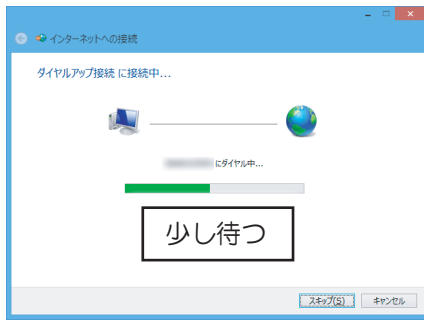 インターネットへの接続
ダイヤルアップ接続 に接続中...
にダイヤル中...
少し待つ
スキップ(S)
キャンセル